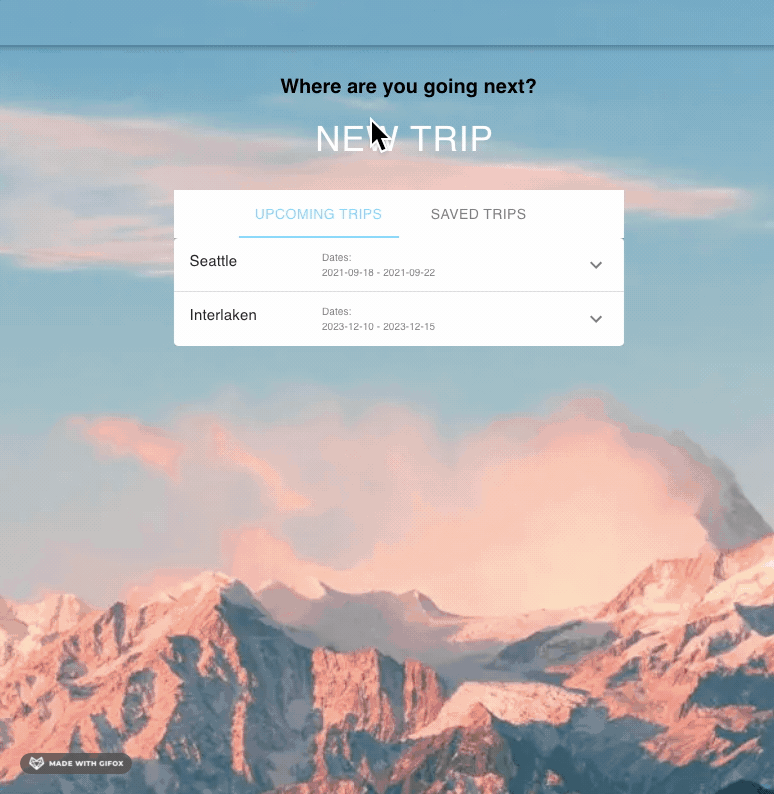 Where are you going next?
NEW TRIP
UPCOMING TRIPS SAVED TRIPS
Seattle
Dates:
2021-09-18 - 2021-09-22
Interlaken
Dates:
2023-12-10 - 2023-12-15
MADE WITH GIFOX